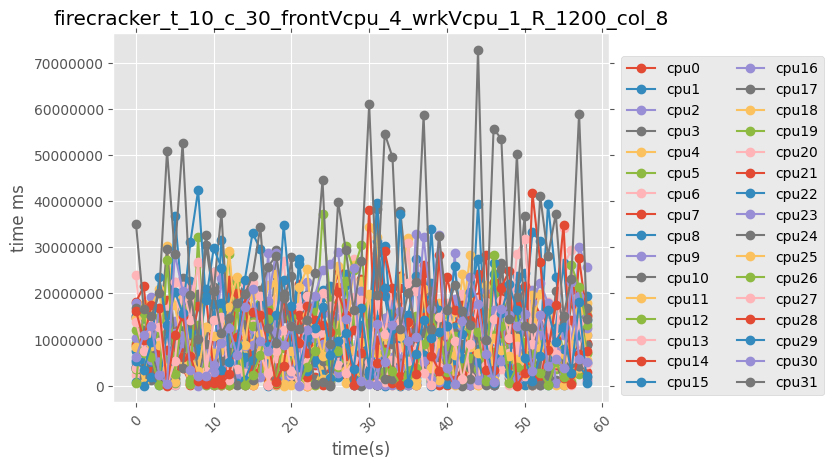 firecracker_t_10_c_30_frontVcpu_4_wrkVcpu_1_R_1200_col_8
time ms
70000000
60000000
50000000
40000000
30000000
20000000
10000000
0
0
10
20
30
40
50
60
time(s)
cpu0
cpu1
cpu2
cpu3
cpu4
cpu5
cpu6
cpu7
cpu8
cpu9
cpu10
cpu11
cpu12
cpu13
cpu14
cpu15
cpu16
cpu17
cpu18
cpu19
cpu20
cpu21
cpu22
cpu23
cpu24
cpu25
cpu26
cpu27
cpu28
cpu29
cpu30
cpu31